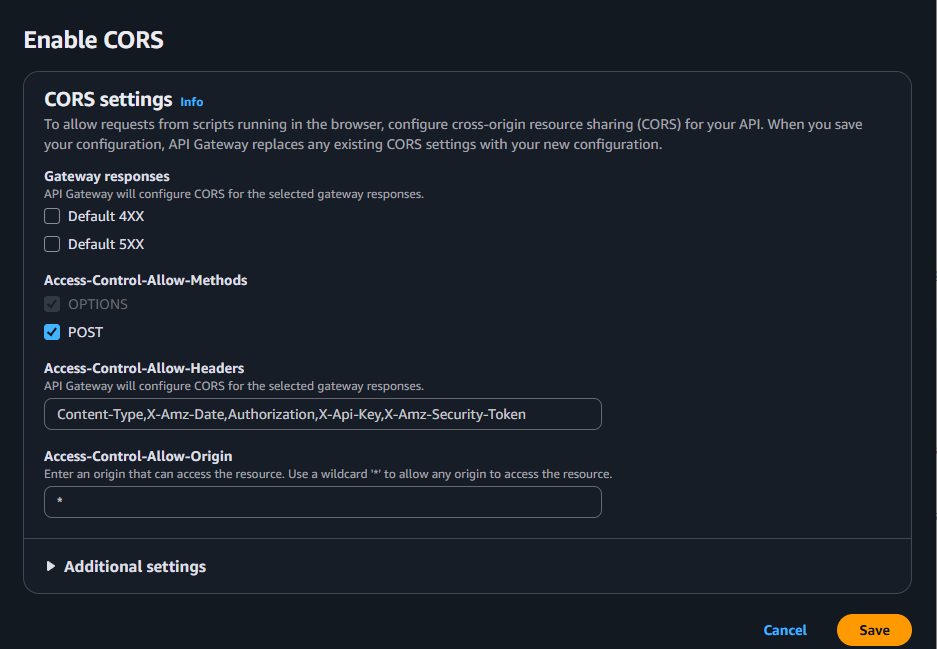 Enable CORS
CORS settings Info
To allow requests from scripts running in the browser, configure cross-origin resource sharing (CORS) for your API. When you save
your configuration, API Gateway replaces any existing CORS settings with your new configuration.
Gateway responses
API Gateway will configure CORS for the selected gateway responses.
Default 4XX
Default 5XX
Access-Control-Allow-Methods
OPTIONS
POST
Access-Control-Allow-Headers
API Gateway will configure CORS for the selected gateway responses.
Content-Type,X-Amz-Date,Authorization,X-Api-Key,X-Amz-Security-Token
Access-Control-Allow-Origin
Enter an origin that can access the resource. Use a wildcard '*' to allow any origin to access the resource.
*
Additional settings
Cancel Save